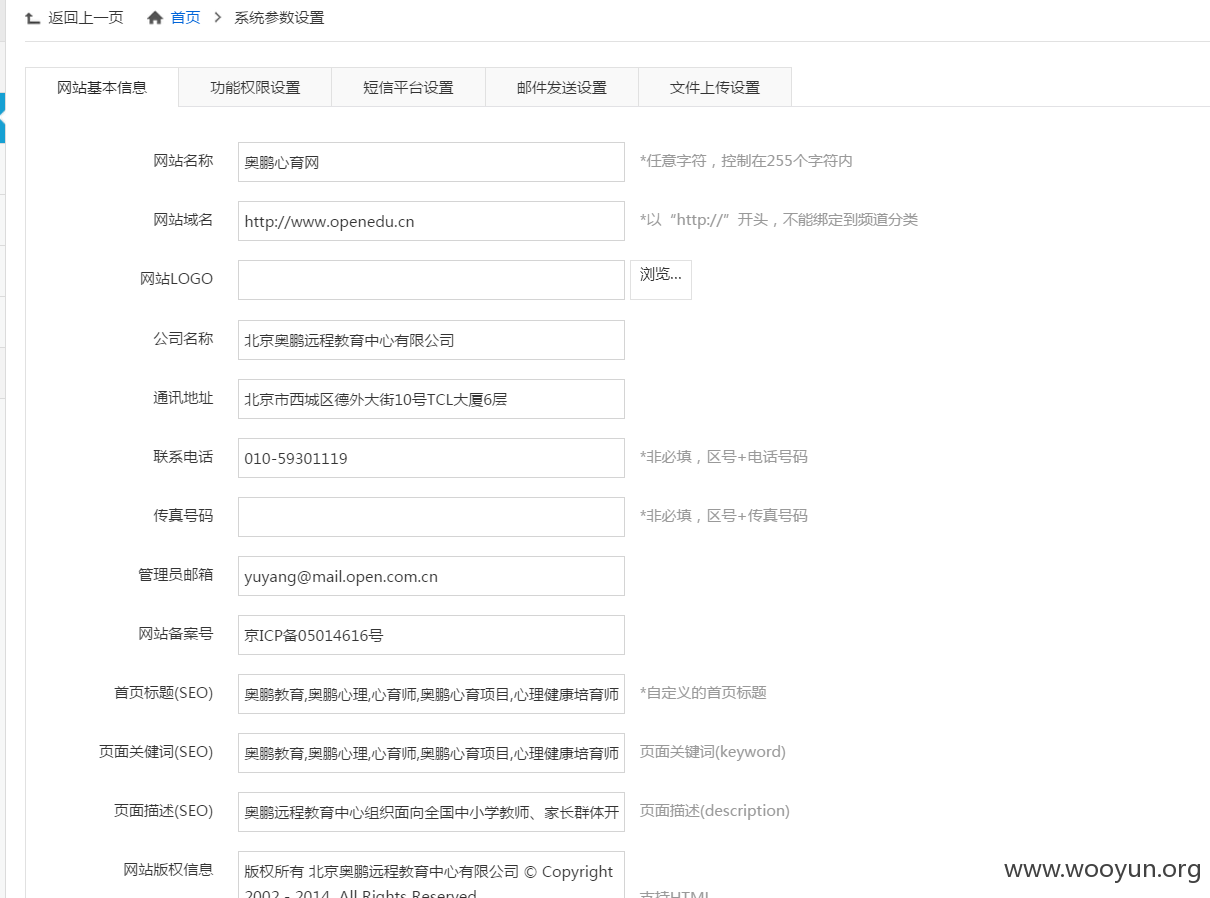 返回上一页 首页 系统参数设置
网站基本信息 功能权限设置 短信平台设置 邮件发送设置 文件上传设置
网站名称 奥鹏心育网 *任意字符，控制在255个字符内
网站域名 http://www.openedu.cn *以“http://”开头，不能绑定到频道分类
网站LOGO 浏览...
公司名称 北京奥鹏远程教育中心有限公司
通讯地址 北京市西城区德外大街10号TCL大厦6层
联系电话 010-59301119 *非必填，区号+电话号码
传真号码 *非必填，区号+传真号码
管理员邮箱 yuyang@mail.open.com.cn
网站备案号 京ICP备05014616号
首页标题(SEO) 奥鹏教育,奥鹏心理,心育师,奥鹏心育项目,心理健康培育师 *自定义的首页标题
页面关健词(SEO) 奥鹏教育,奥鹏心理,心育师,奥鹏心育项目,心理健康培育师 页面关键词(keyword)
页面描述(SEO) 奥鹏远程教育中心组织面向全国中小学教师、家长群体开 页面描述(description)
网站版权信息 版权所有 北京奥鹏远程教育中心有限公司 © Copyright
2002 - 2014, All Rights Reserved 支持HTML
www.wooyun.org